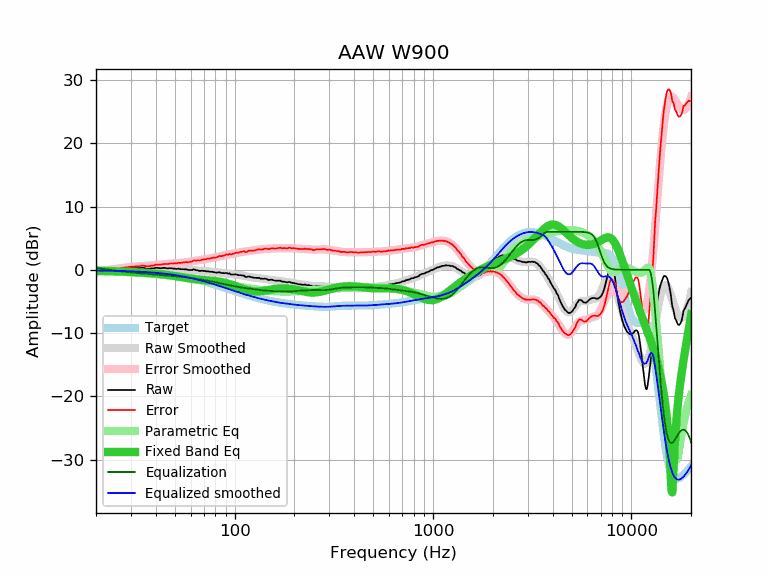 AAW W900
30
20
10
0
−10
−20
−30
Amplitude (dBr)
Target
Raw Smoothed
Error Smoothed
Raw
Error
Parametric Eq
Fixed Band Eq
Equalization
Equalized smoothed
100
1000
10000
Frequency (Hz)